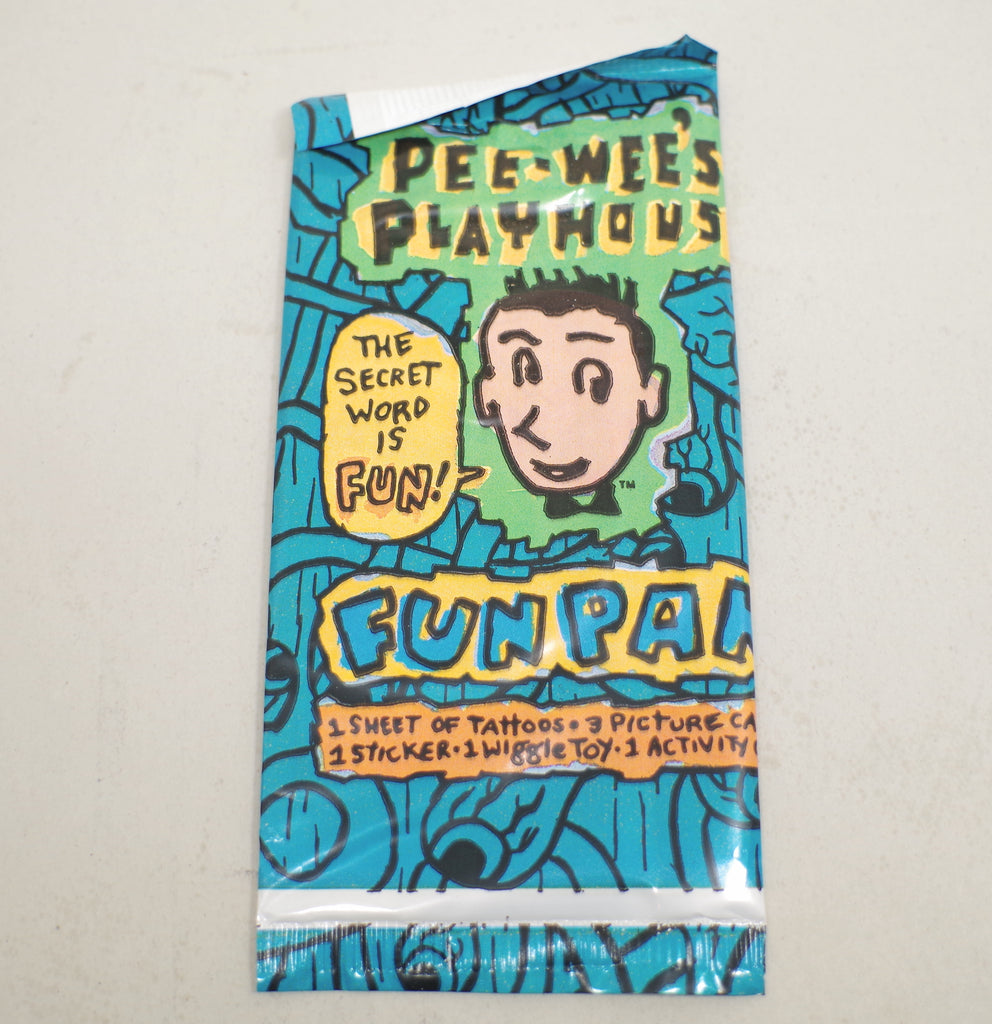 PEE-WEE'S
PLAYHOUS
THE
SECRET
WORD
IS
FUN!
TM
FUN PAK
1 SHEET OF TATTOOS • 3 PICTURE CA
1 STICKER • 1 WIGGLE TOY • 1 ACTIVITY